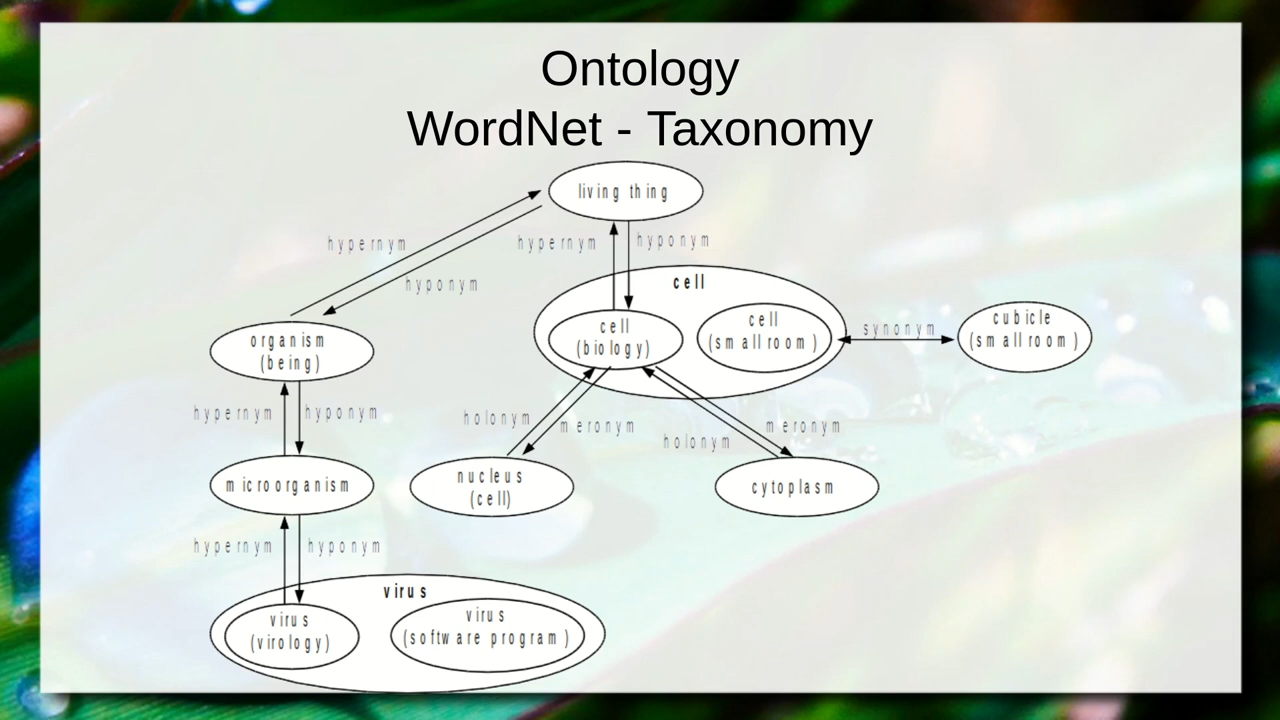 Ontology
WordNet - Taxonomy
living thing
hypernym
hypernym
hyponym
hyponym
cell
organism
(being)
cell
(biology)
cell
(small room)
synonym
cubicle
(small room)
hypernym
hyponym
holonym
meronym
holonym
meronym
microorganism
nucleus
(cell)
cytoplasm
hypernym
hyponym
virus
virus
(virology)
virus
(software program)